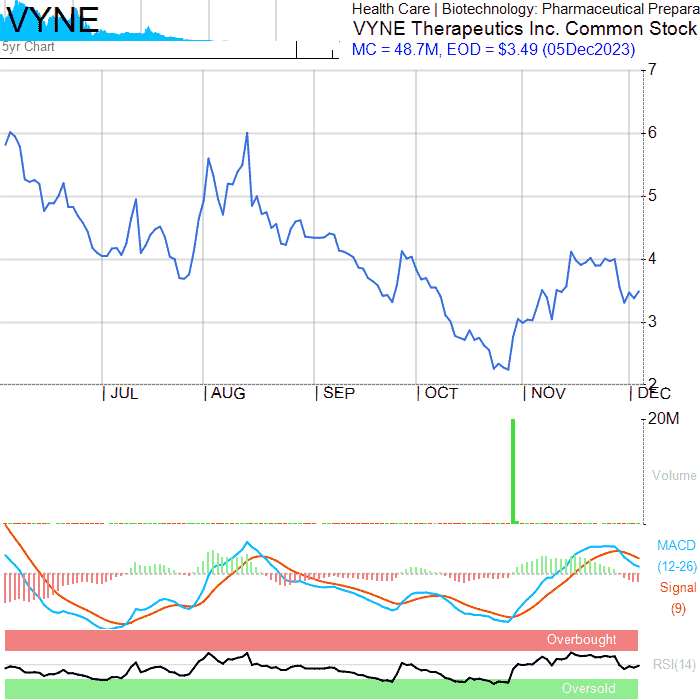 VYNE
5yr Chart
Health Care | Biotechnology: Pharmaceutical Prepara
VYNE Therapeutics Inc. Common Stock
MC = 48.7M, EOD = $3.49 (05Dec2023)
7
6
5
4
3
2
JUL
AUG
SEP
OCT
NOV
DEC
20M
Volume
MACD
(12-26)
Signal
(9)
Overbought
RSI(14)
Oversold